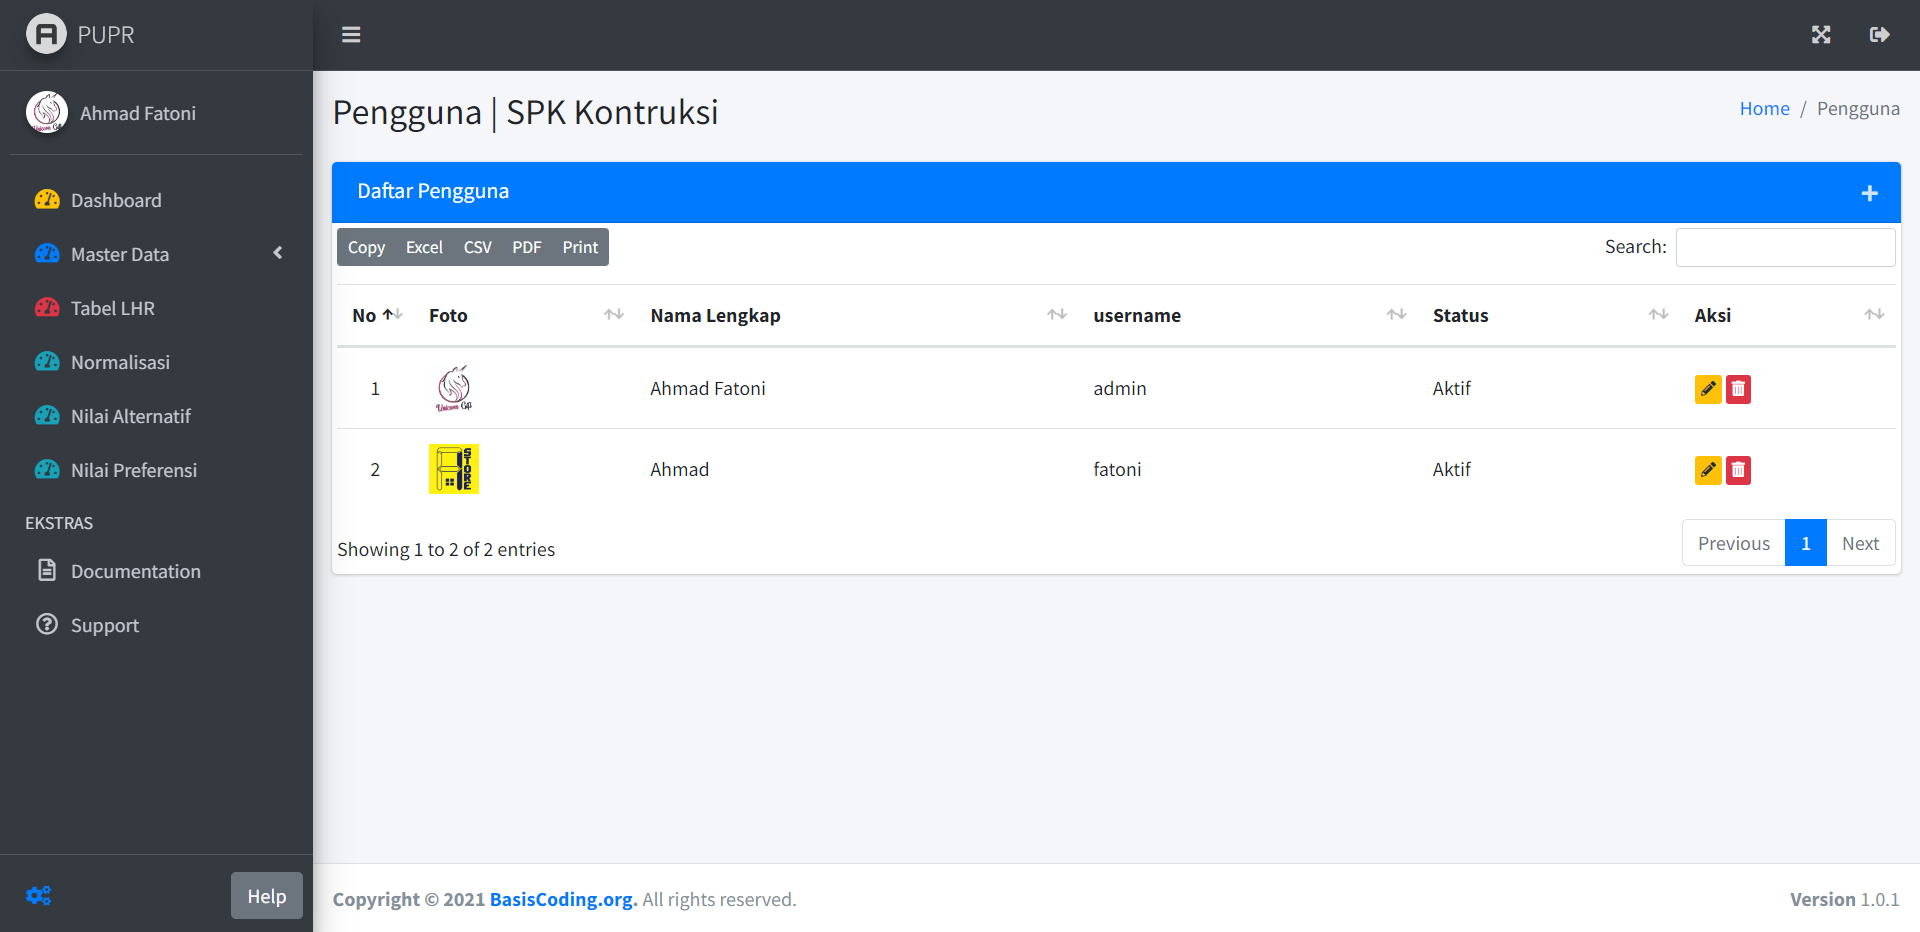 PUPR
Ahmad Fatoni
Dashboard
Master Data
Tabel LHR
Normalisasi
Nilai Alternatif
Nilai Preferensi
EKSTRAS
Documentation
Support
Help
Pengguna | SPK Kontruksi
Home / Pengguna
Daftar Pengguna
Copy Excel CSV PDF Print
Search:
No Foto Nama Lengkap username Status Aksi
1 Unicorn Gift Ahmad Fatoni admin Aktif
2 STORE Ahmad fatoni Aktif
Showing 1 to 2 of 2 entries
Previous 1 Next
Copyright © 2021 BasisCoding.org. All rights reserved.
Version 1.0.1